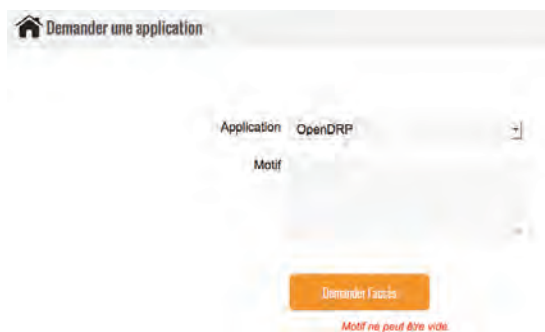 Demander une application
Application OpenDRP
Motif
Demander l'accès
Motif ne peut être vide.